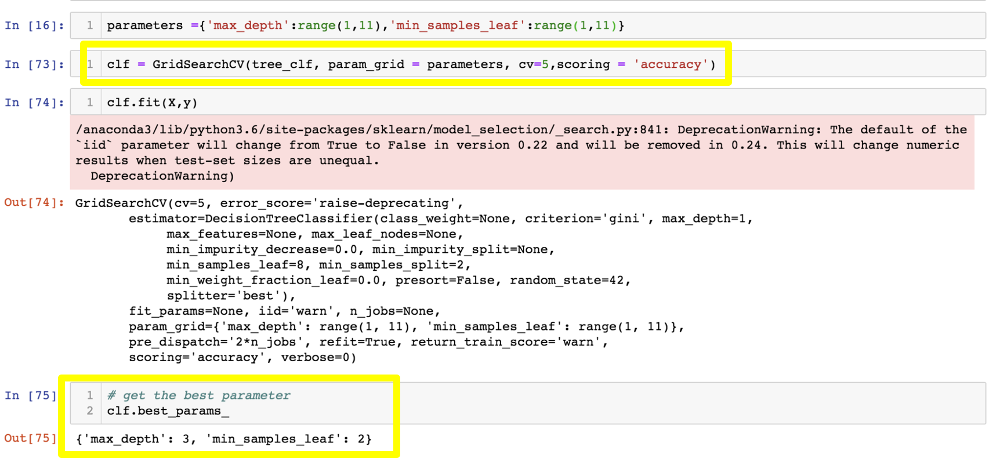 In [16]: 1 parameters ={'max_depth':range(1,11),'min_samples_leaf':range(1,11)}
In [73]: 1 clf = GridSearchCV(tree_clf, param_grid = parameters, cv=5,scoring = 'accuracy')
In [74]: 1 clf.fit(X,y)
/anaconda3/lib/python3.6/site-packages/sklearn/model_selection/_search.py:841: DeprecationWarning: The default of the
`iid` parameter will change from True to False in version 0.22 and will be removed in 0.24. This will change numeric
results when test-set sizes are unequal.
DeprecationWarning)
Out[74]: GridSearchCV(cv=5, error_score='raise-deprecating',
estimator=DecisionTreeClassifier(class_weight=None, criterion='gini', max_depth=1,
max_features=None, max_leaf_nodes=None,
min_impurity_decrease=0.0, min_impurity_split=None,
min_samples_leaf=8, min_samples_split=2,
min_weight_fraction_leaf=0.0, presort=False, random_state=42,
splitter='best'),
fit_params=None, iid='warn', n_jobs=None,
param_grid={'max_depth': range(1, 11), 'min_samples_leaf': range(1, 11)},
pre_dispatch='2*n_jobs', refit=True, return_train_score='warn',
scoring='accuracy', verbose=0)
In [75] 1 # get the best parameter
2 clf.best_params_
Out[75] {'max_depth': 3, 'min_samples_leaf': 2}